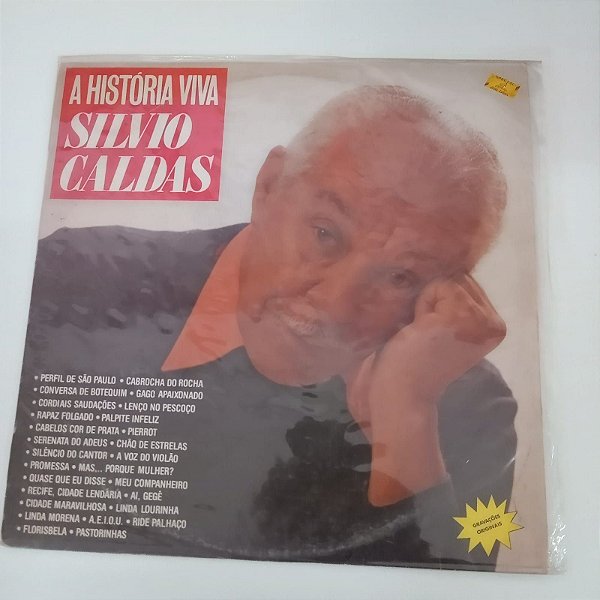 A HISTÓRIA VIVA
SILVIO
CALDAS
• PERFIL DE SÃO PAULO • CABROCHA DO ROCHA
• CONVERSA DE BOTEQUIM • GAGO APAIXONADO
• CORDIAIS SAUDAÇÕES • LENÇO NO PESCOÇO
• RAPAZ FOLGADO • PALPITE INFELIZ
• CABELOS COR DE PRATA • PIERROT
• SERENATA DO ADEUS • CHÃO DE ESTRELAS
• SILÊNCIO DO CANTOR • A VOZ DO VIOLÃO
• PROMESSA • MAS... PORQUE MULHER?
• QUASE QUE EU DISSE • MEU COMPANHEIRO
• RECIFE, CIDADE LENDÁRIA • AI, GEGÊ
• CIDADE MARAVILHOSA • LINDA LOURINHA
• LINDA MORENA • A.E.I.O.U. • RIDE PALHAÇO
• FLORISBELA • PASTORINHAS
GRAVAÇÕES
ORIGINAIS